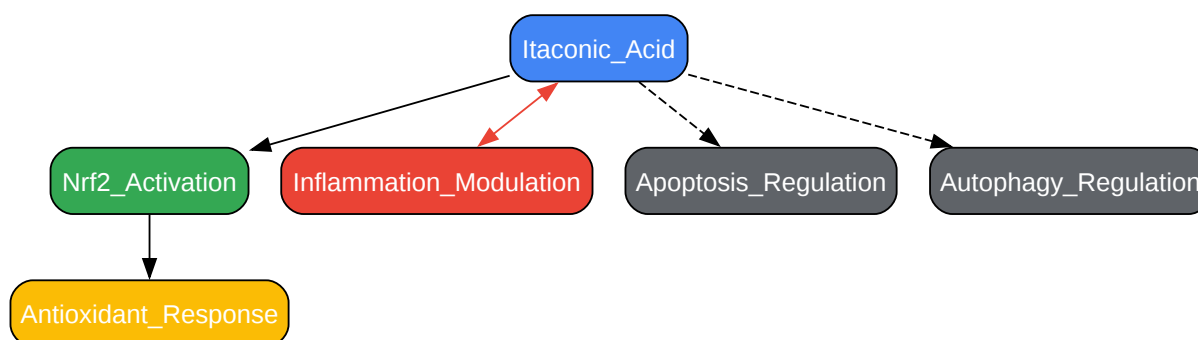 Itaconic_Acid
Nrf2_Activation
Inflammation_Modulation
Apoptosis_Regulation
Autophagy_Regulation
Antioxidant_Response